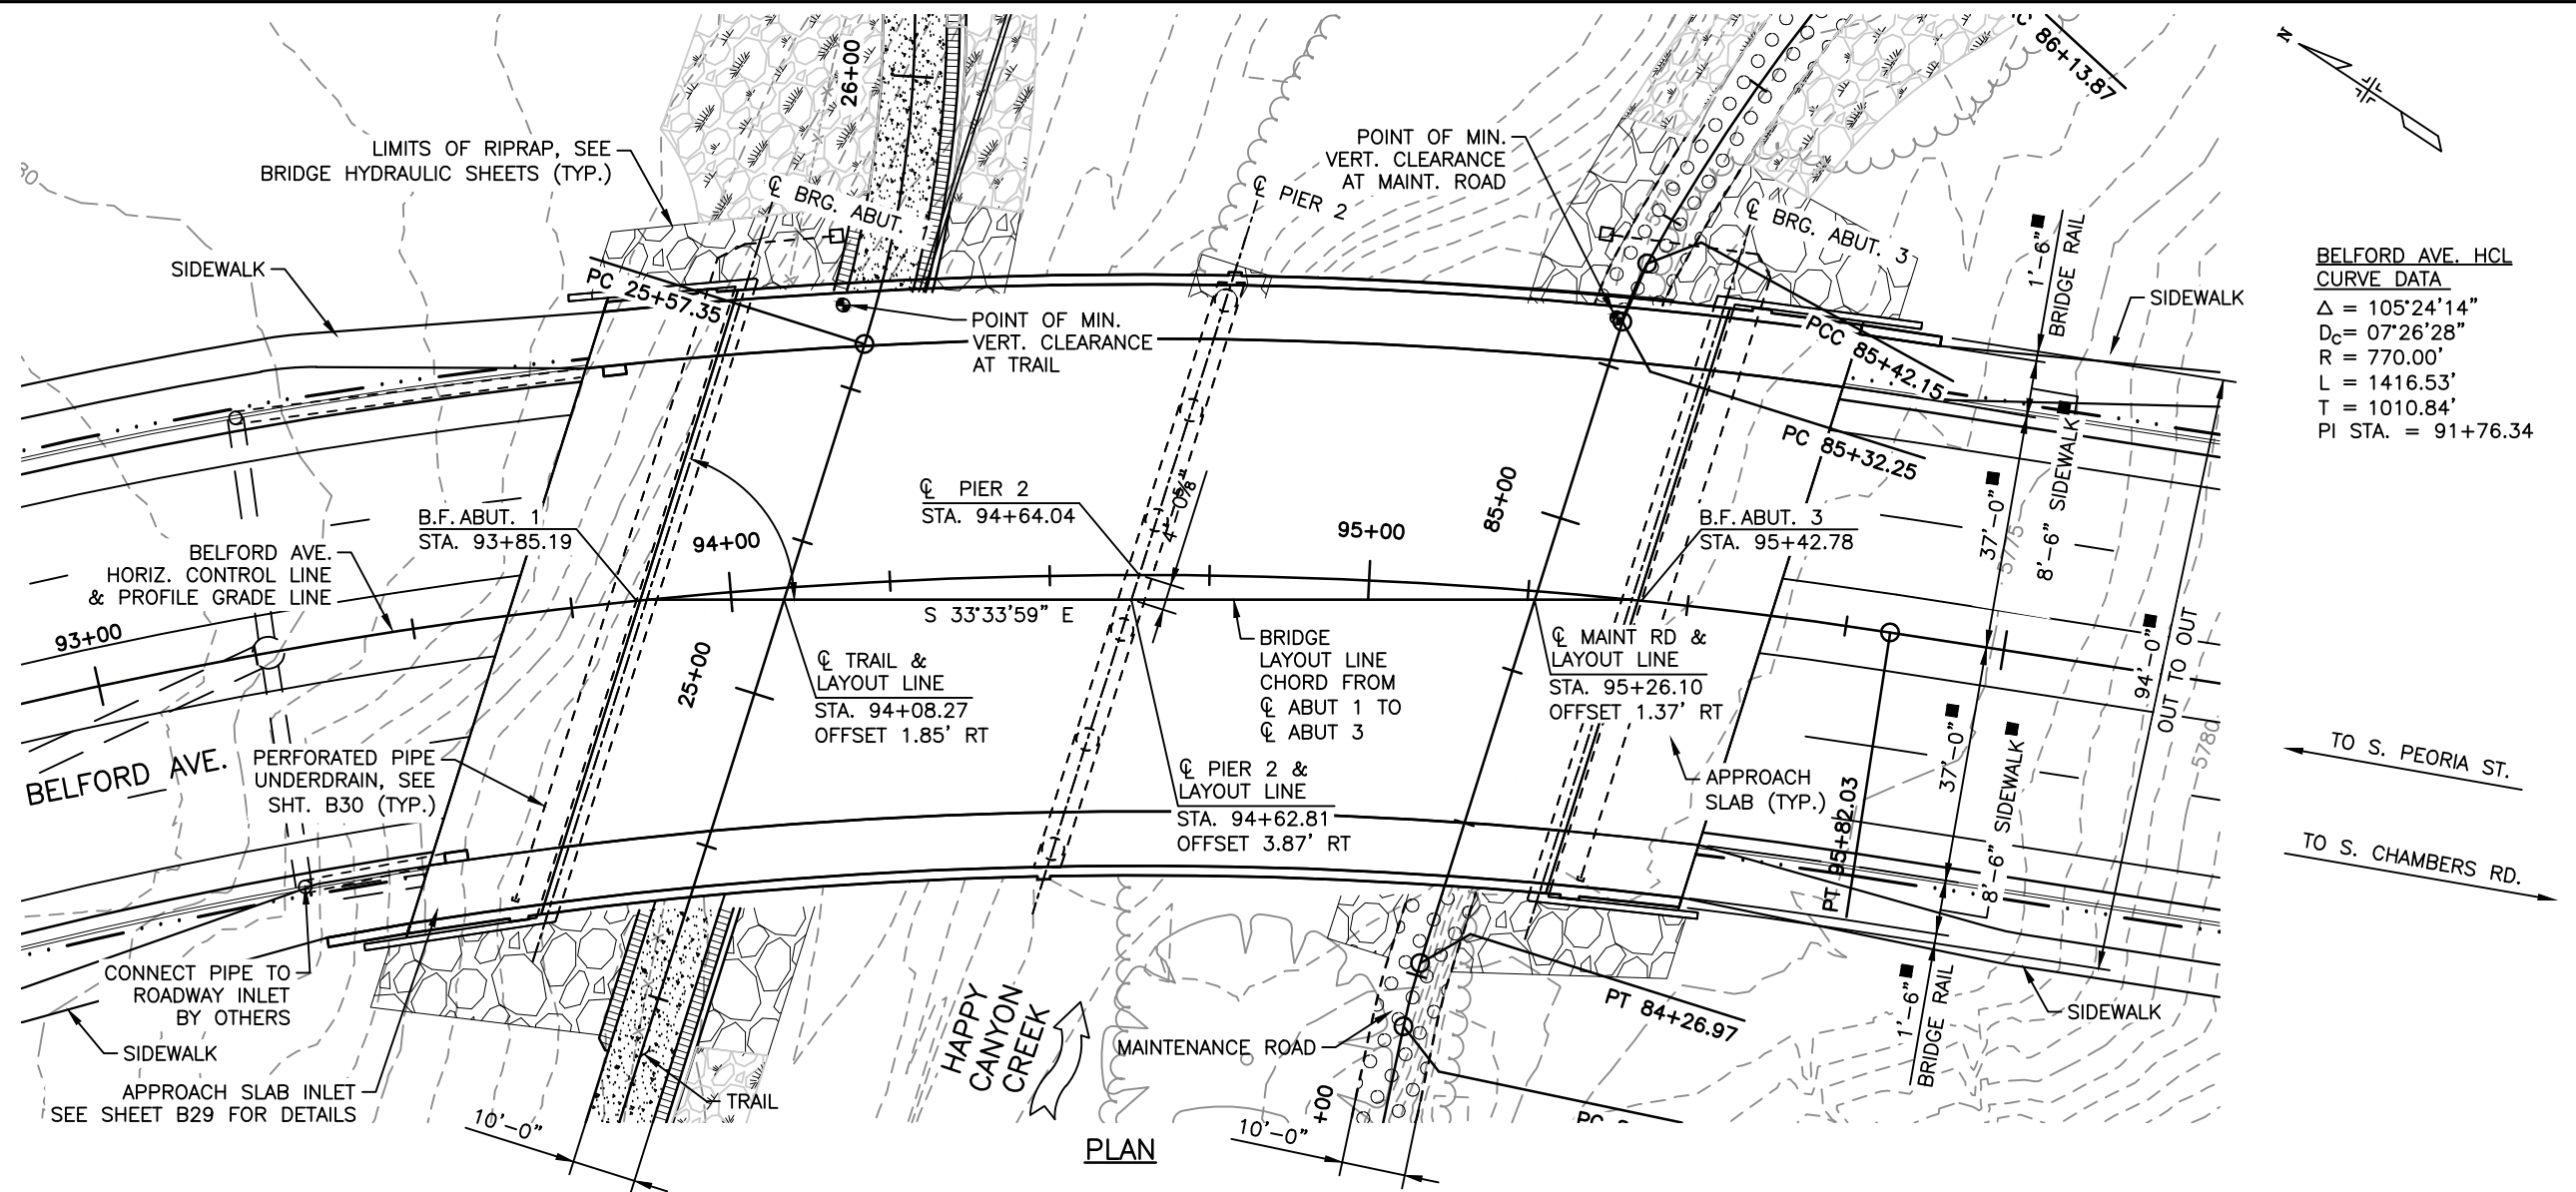 LIMITS OF RIPRAP, SEE
BRIDGE HYDRAULIC SHEETS (TYP.)
SIDEWALK
26+00
℄ BRG. ABUT. 1
PC 25+57.35
POINT OF MIN.
VERT. CLEARANCE
AT TRAIL
℄ PIER 2
POINT OF MIN.
VERT. CLEARANCE
AT MAINT. ROAD
℄ BRG. ABUT. 3
86+13.87
PCC 85+42.15
PC 85+32.25
1'-6"■
BRIDGE RAIL
SIDEWALK
N
BELFORD AVE. HCL
CURVE DATA
Δ = 105°24'14"
Dc= 07°26'28"
R = 770.00'
L = 1416.53'
T = 1010.84'
PI STA. = 91+76.34
B.F. ABUT. 1
STA. 93+85.19
94+00
℄ PIER 2
STA. 94+64.04
4'-0⅝"
95+00
85+00
B.F. ABUT. 3
STA. 95+42.78
37'-0"■
5775
8'-6" SIDEWALK■
BELFORD AVE.
HORIZ. CONTROL LINE
& PROFILE GRADE LINE
93+00
S 33°33'59" E
25+00
℄ TRAIL &
LAYOUT LINE
STA. 94+08.27
OFFSET 1.85' RT
BRIDGE
LAYOUT LINE
CHORD FROM
℄ ABUT 1 TO
℄ ABUT 3
℄ MAINT RD &
LAYOUT LINE
STA. 95+26.10
OFFSET 1.37' RT
℄ PIER 2 &
LAYOUT LINE
STA. 94+62.81
OFFSET 3.87' RT
APPROACH
SLAB (TYP.)
PT 95+82.03
37'-0"■
8'-6" SIDEWALK■
94'-0"■
OUT TO OUT
5780
TO S. PEORIA ST.
TO S. CHAMBERS RD.
BELFORD AVE.
PERFORATED PIPE
UNDERDRAIN, SEE
SHT. B30 (TYP.)
CONNECT PIPE TO
ROADWAY INLET
BY OTHERS
SIDEWALK
APPROACH SLAB INLET
SEE SHEET B29 FOR DETAILS
10'-0"
TRAIL
HAPPY
CANYON
CREEK
MAINTENANCE ROAD
PT 84+26.97
1'-6"■
BRIDGE RAIL
SIDEWALK
10'-0"
+00
PLAN